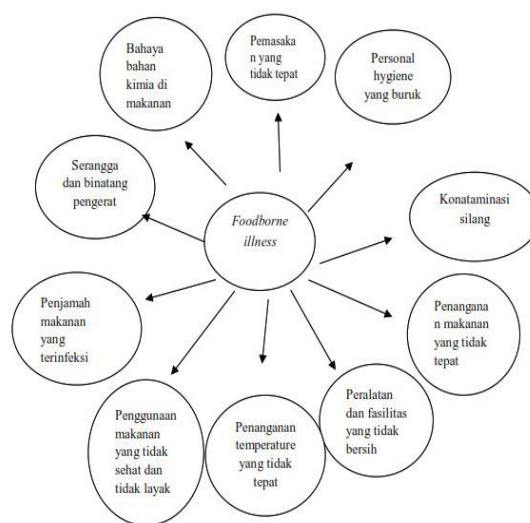 Bahaya
bahan
kimia di
makanan
Pemasaka
n yang
tidak tepat
Personal
hygiene
yang buruk
Serangga
dan binatang
pengerat
Foodborne
illness
Konataminasi
silang
Penjamah
makanan
yang
terinfeksi
Penangana
n makanan
yang tidak
tepat
Penggunaan
makanan
yang tidak
sehat dan
tidak layak
Penanganan
temperature
yang tidak
tepat
Peralatan
dan fasilitas
yang tidak
bersih